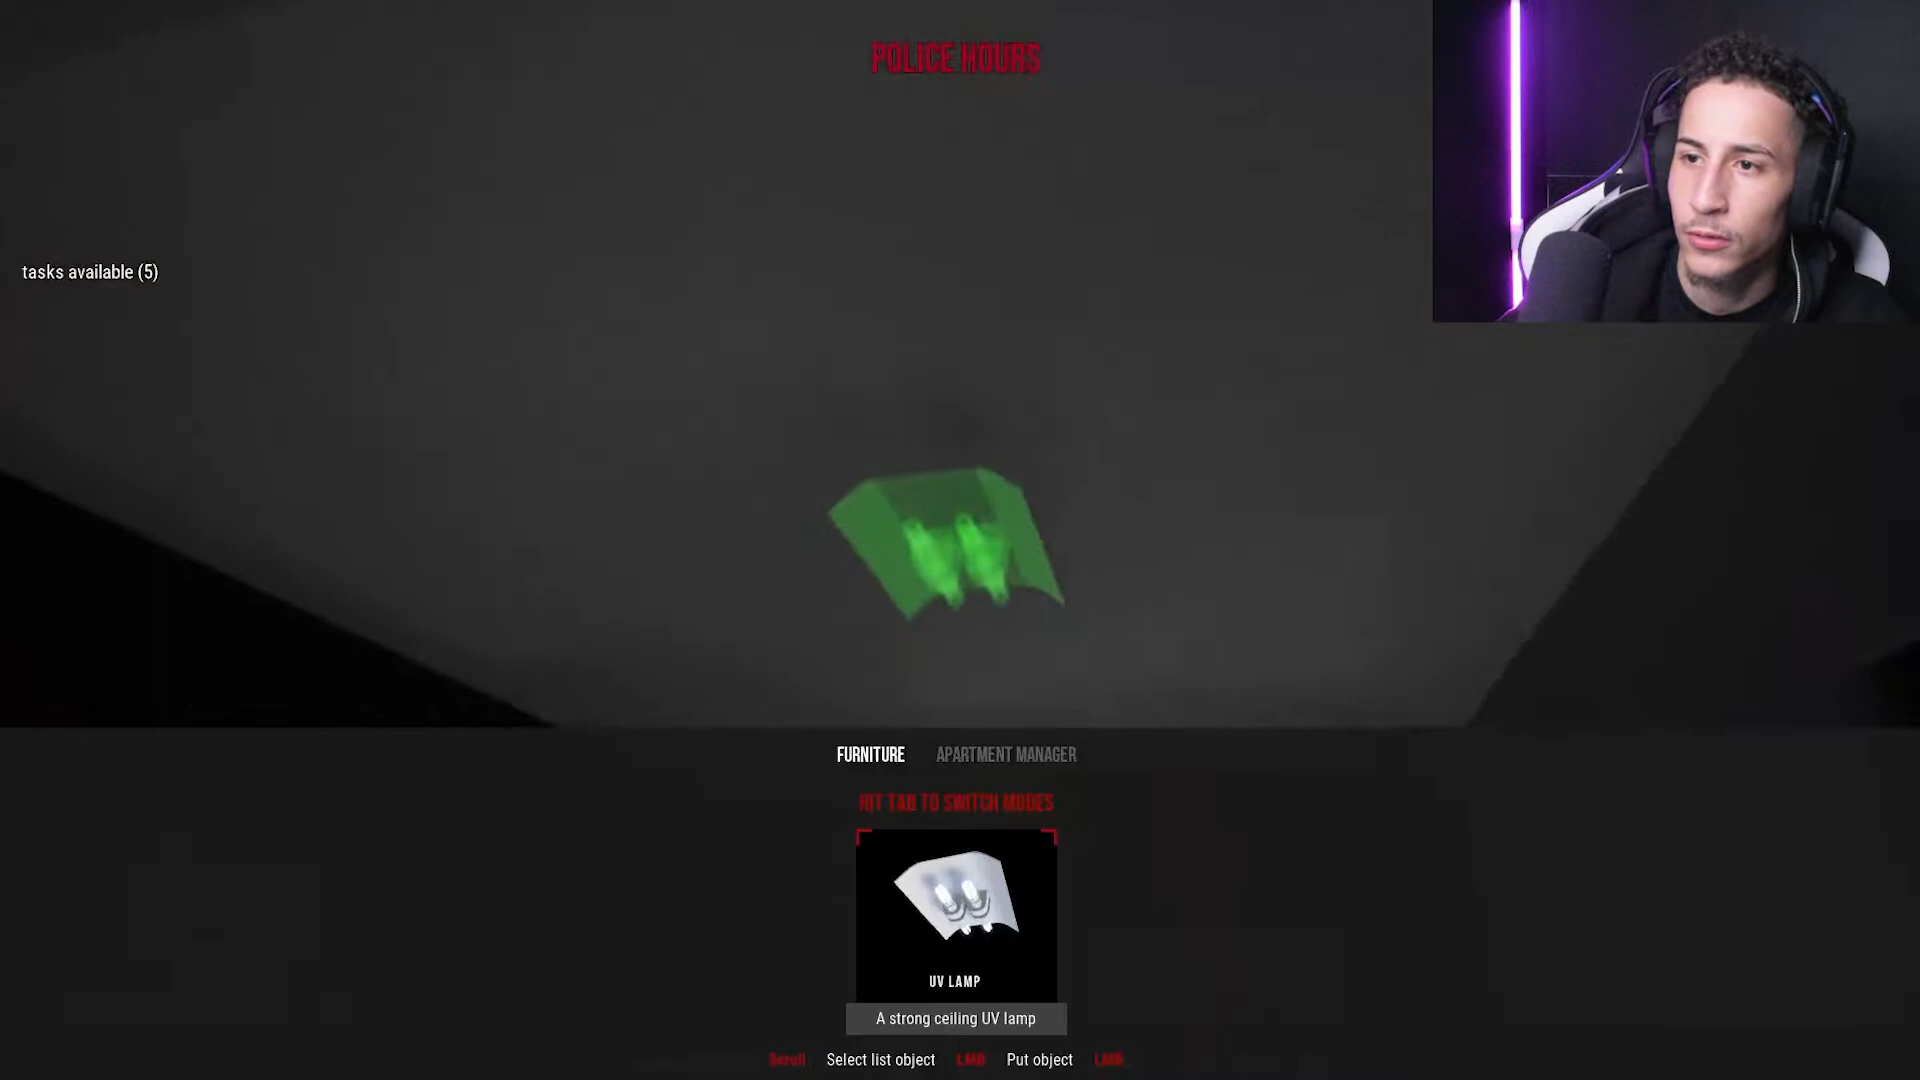 POLICE HOURS
tasks available (5)
FURNITURE APARTMENT MANAGER
HIT TAB TO SWITCH MODES
UV LAMP
A strong ceiling UV lamp
Scroll Select list object LMB Put object LMB